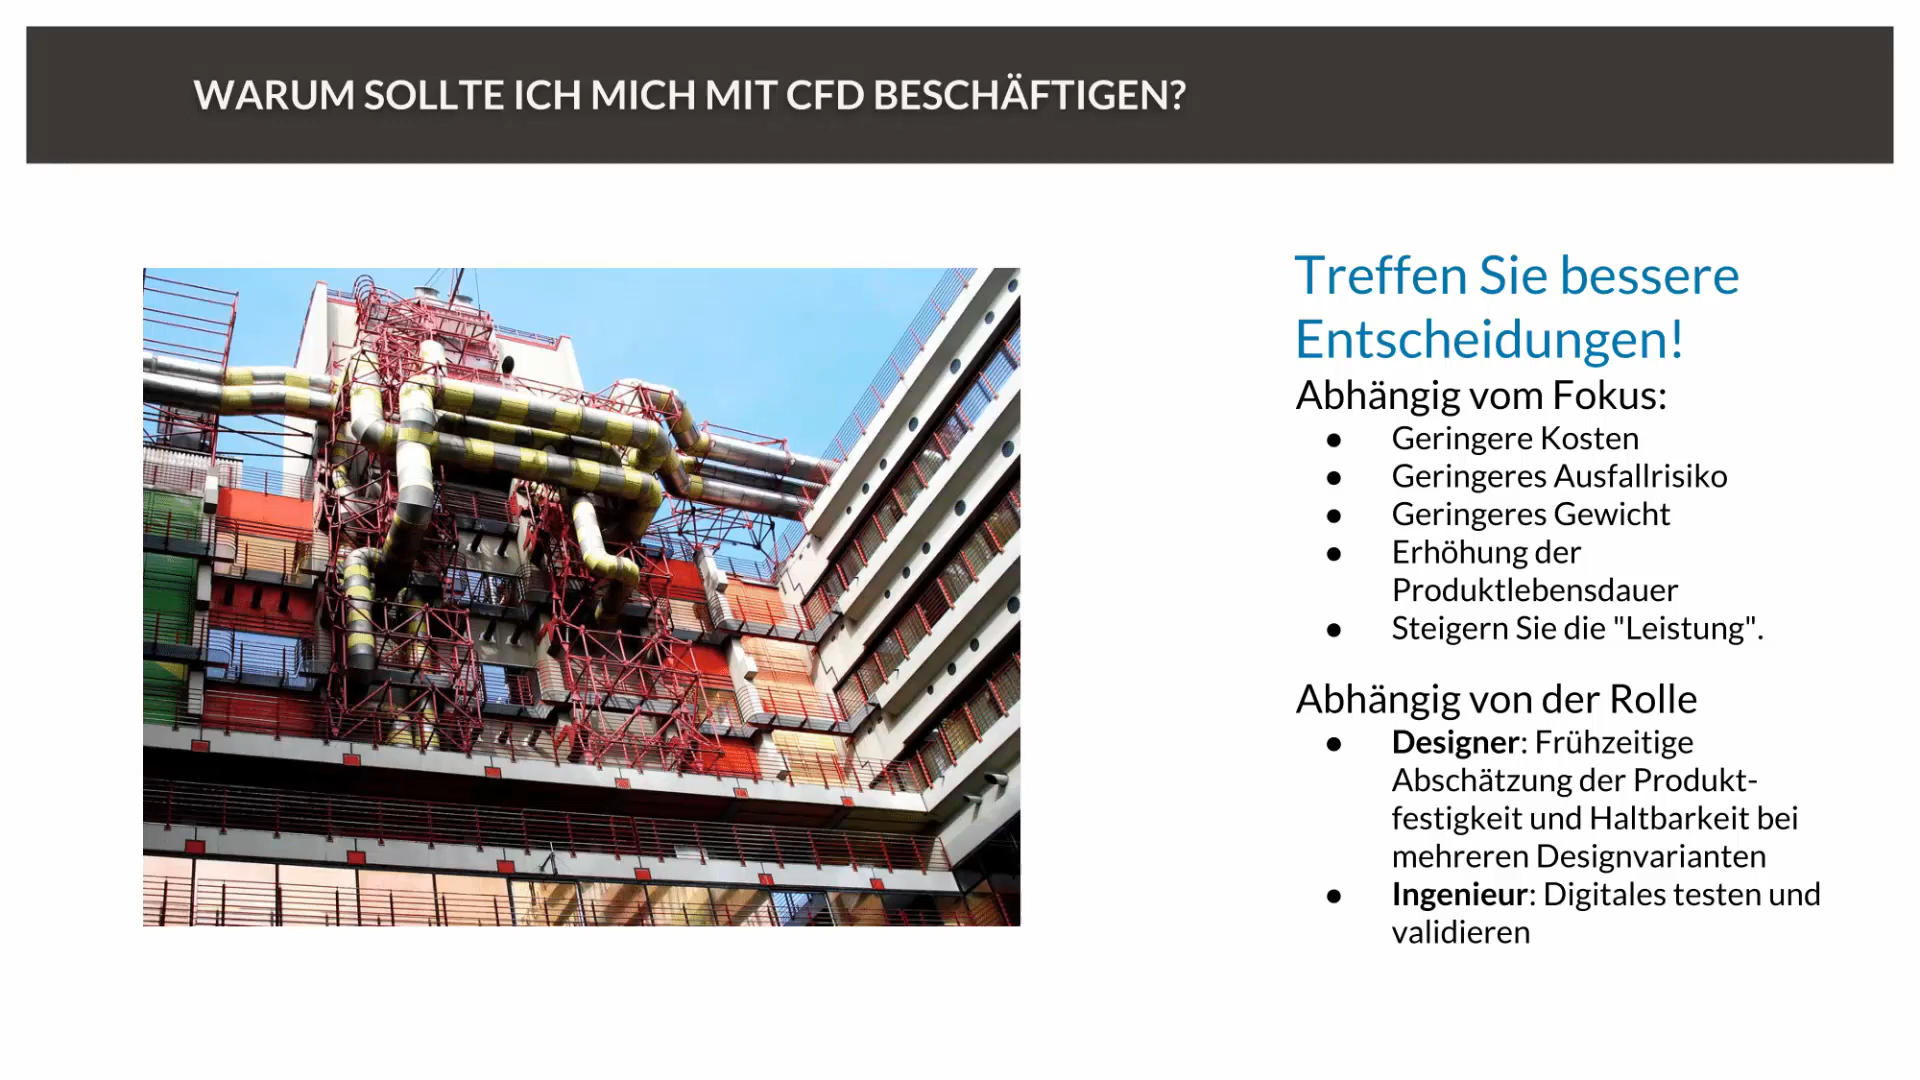 WARUM SOLLTE ICH MICH MIT CFD BESCHÄFTIGEN?
Treffen Sie bessere
Entscheidungen!
Abhängig vom Fokus:
● Geringere Kosten
● Geringeres Ausfallrisiko
● Geringeres Gewicht
● Erhöhung der
Produktlebensdauer
● Steigern Sie die "Leistung".
Abhängig von der Rolle
● Designer: Frühzeitige
Abschätzung der Produkt-
festigkeit und Haltbarkeit bei
mehreren Designvarianten
● Ingenieur: Digitales testen und
validieren